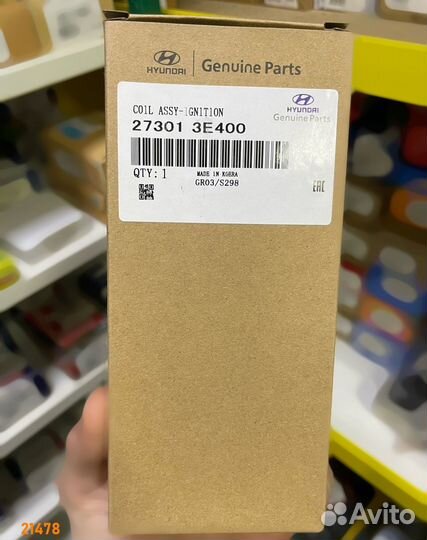 HYUNDAI | Genuine Parts
COIL ASSY-IGNITION
27301 3E400
QTY: 1
MADE IN KOERA
GR03/S298
HYUNDAI
Genuine Parts
EAC
21478
Avito